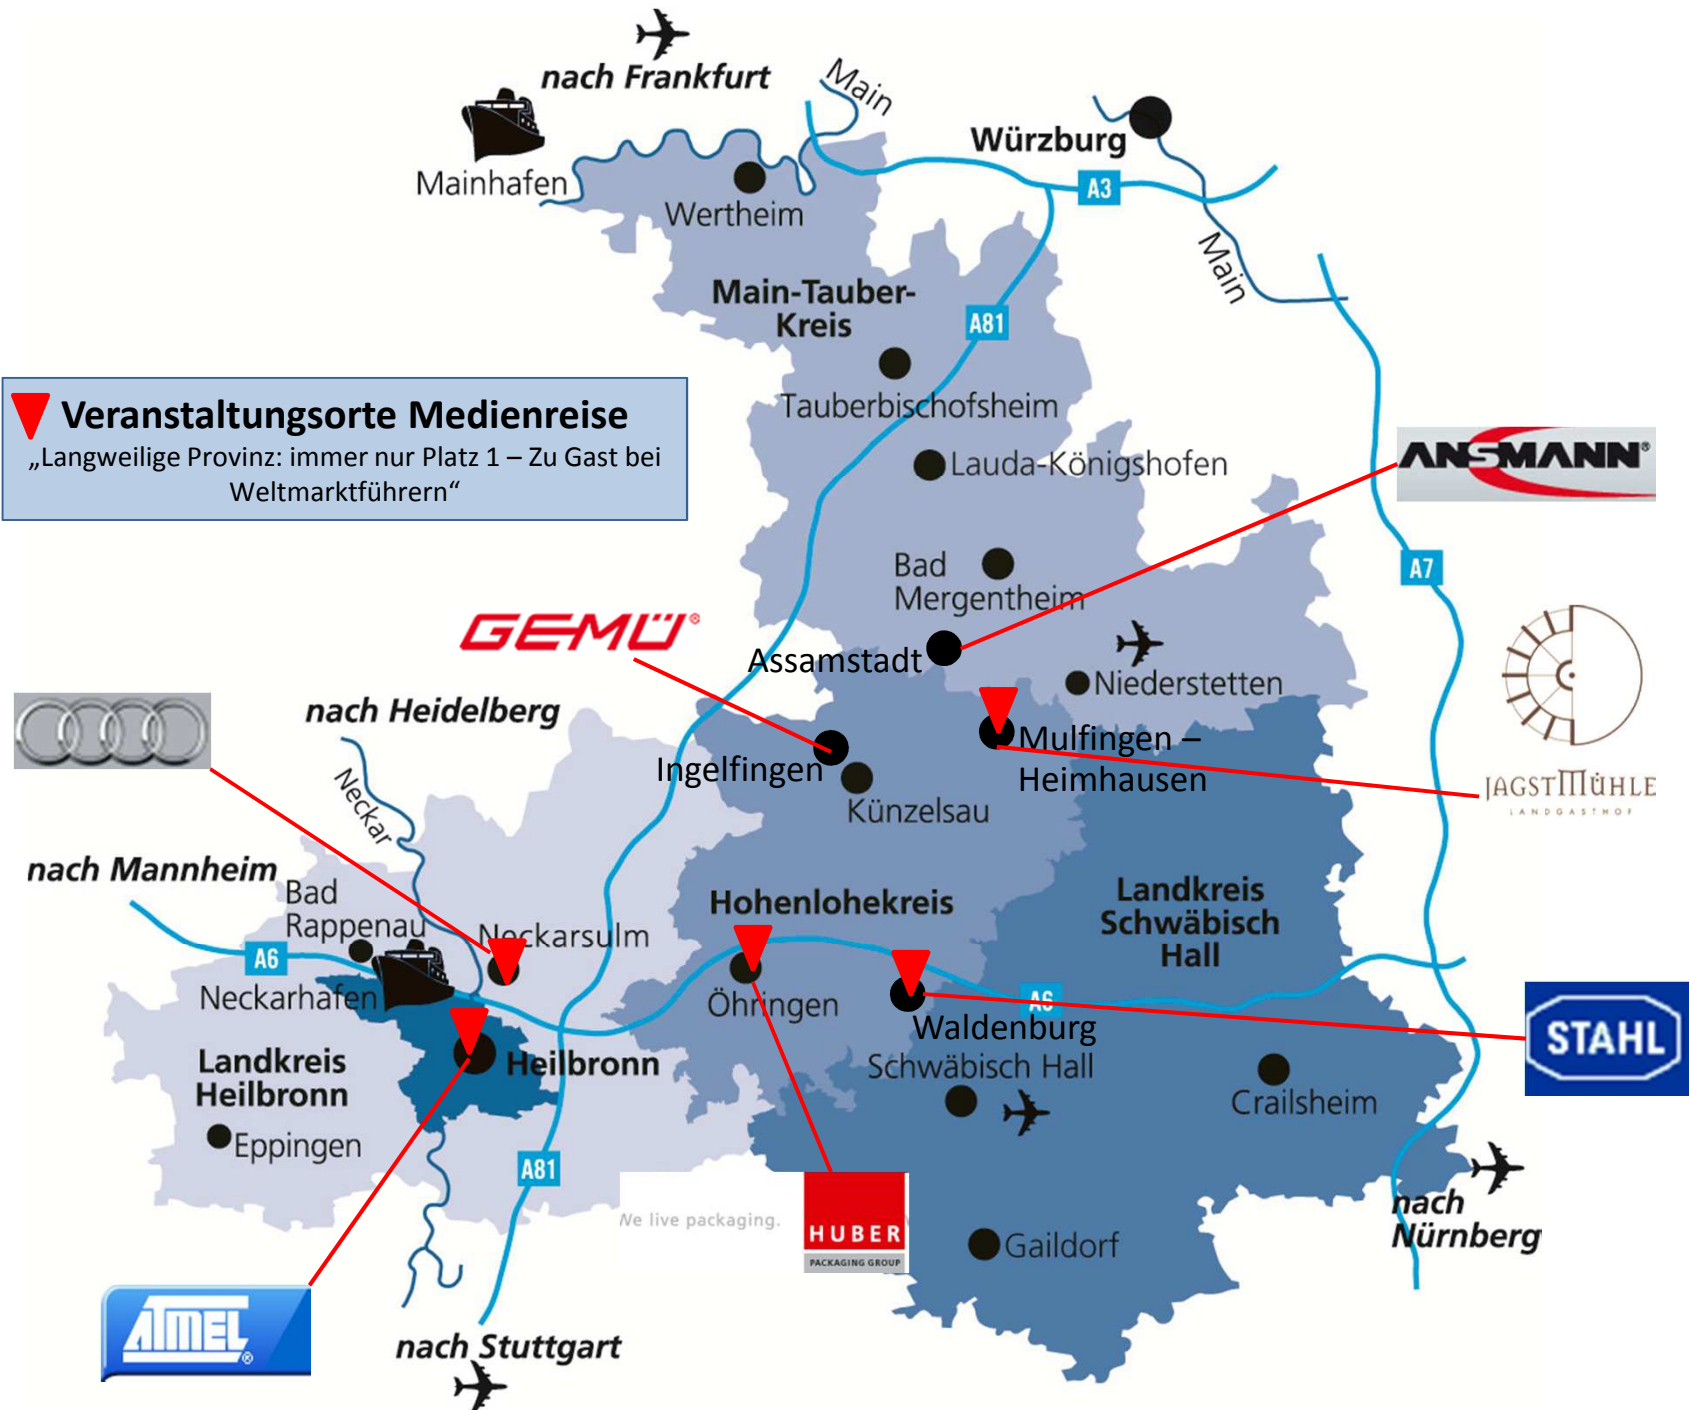 nach Frankfurt
Main
Würzburg
Mainhafen
A3
Wertheim
Main
Main-Tauber-
Kreis
A81
Tauberbischofsheim
Veranstaltungsorte Medienreise
„Langweilige Provinz: immer nur Platz 1 – Zu Gast bei
Weltmarktführern“
ANSMANN®
Lauda-Königshofen
Bad
Mergentheim
A7
GEMÜ®
Assamstadt
Niederstetten
nach Heidelberg
Mulfingen –
Heimhausen
Ingelfingen
Künzelsau
JAGSTMÜHLE
LANDGASTHOF
Neckar
nach Mannheim
Bad
Rappenau
Hohenlohekreis
Landkreis
Schwäbisch
Hall
Neckarsulm
A6
Neckarhafen
Öhringen
A6
Waldenburg
STAHL
Schwäbisch Hall
Landkreis
Heilbronn
Heilbronn
Crailsheim
Eppingen
A81
We live packaging.
HUBER
PACKAGING GROUP
Gaildorf
nach
Nürnberg
ATMEL®
nach Stuttgart